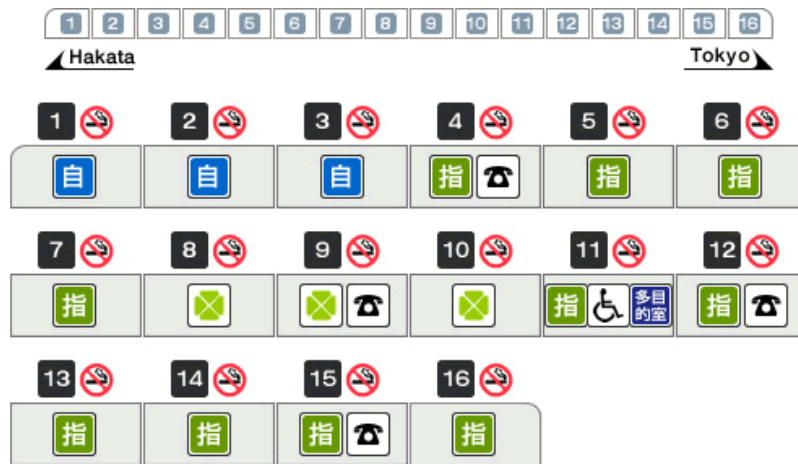 1 2 3 4 5 6 7 8 9 10 11 12 13 14 15 16
Hakata Tokyo
1 2 3 4 5 6
自 自 自 指 指 指
7 8 9 10 11 12
指 指 多目的室 指
13 14 15 16
指 指 指 指